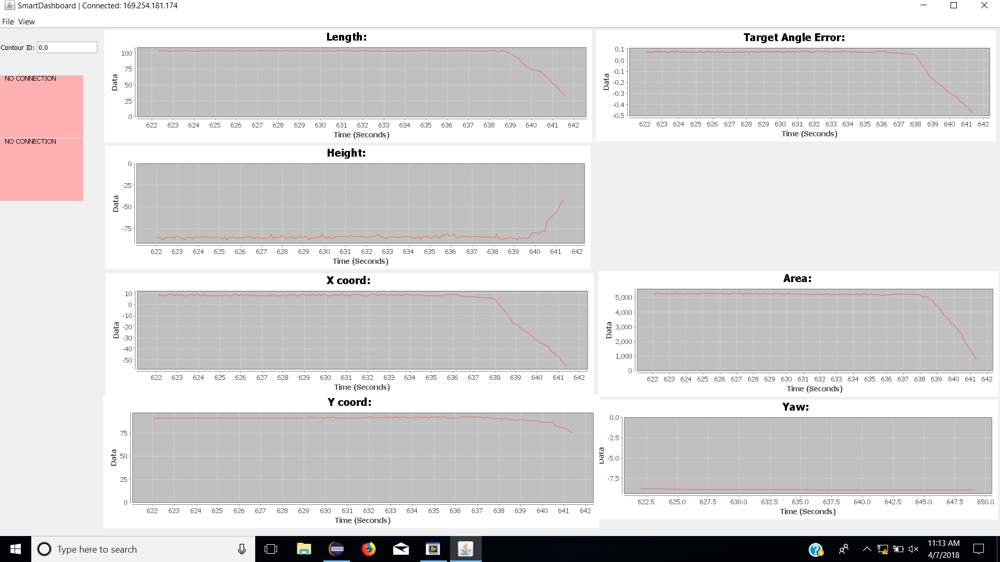 SmartDashboard | Connected: 169.254.181.174
File View
Contour ID: 0.0
NO CONNECTION
NO CONNECTION
Length:
Data
100
75
50
25
0
622 623 624 625 626 627 628 629 630 631 632 633 634 635 636 637 638 639 640 641 642
Time (Seconds)
Target Angle Error:
Data
0.1
0.0
-0.1
-0.2
-0.3
-0.4
-0.5
622 623 624 625 626 627 628 629 630 631 632 633 634 635 636 637 638 639 640 641 642
Time (Seconds)
Height:
Data
0
-25
-50
-75
622 623 624 625 626 627 628 629 630 631 632 633 634 635 636 637 638 639 640 641 642
Time (Seconds)
X coord:
Data
10
0
-10
-20
-30
-40
-50
622 623 624 625 626 627 628 629 630 631 632 633 634 635 636 637 638 639 640 641 642
Time (Seconds)
Area:
Data
5,000
4,000
3,000
2,000
1,000
0
622 623 624 625 626 627 628 629 630 631 632 633 634 635 636 637 638 639 640 641 642
Time (Seconds)
Y coord:
Data
75
50
25
0
622 623 624 625 626 627 628 629 630 631 632 633 634 635 636 637 638 639 640 641 642
Time (Seconds)
Yaw:
Data
0.0
-2.5
-5.0
-7.5
622.5 625.0 627.5 630.0 632.5 635.0 637.5 640.0 642.5 645.0 647.5 650.0
Time (Seconds)
Type here to search
11:13 AM
4/7/2018